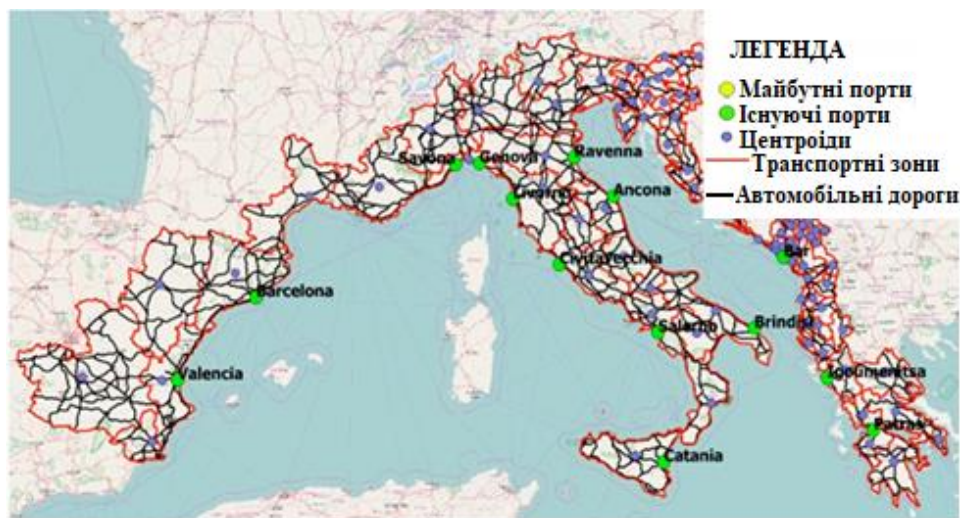 ЛЕГЕНДА
Майбутні порти
Існуючі порти
Центроіди
Транспортні зони
Автомобільні дороги
Savona
Genova
Ravenna
Livorno
Ancona
Civitavecchia
Bar
Barcelona
Salerno
Brindisi
Valencia
Igoumenitsa
Patras
Catania